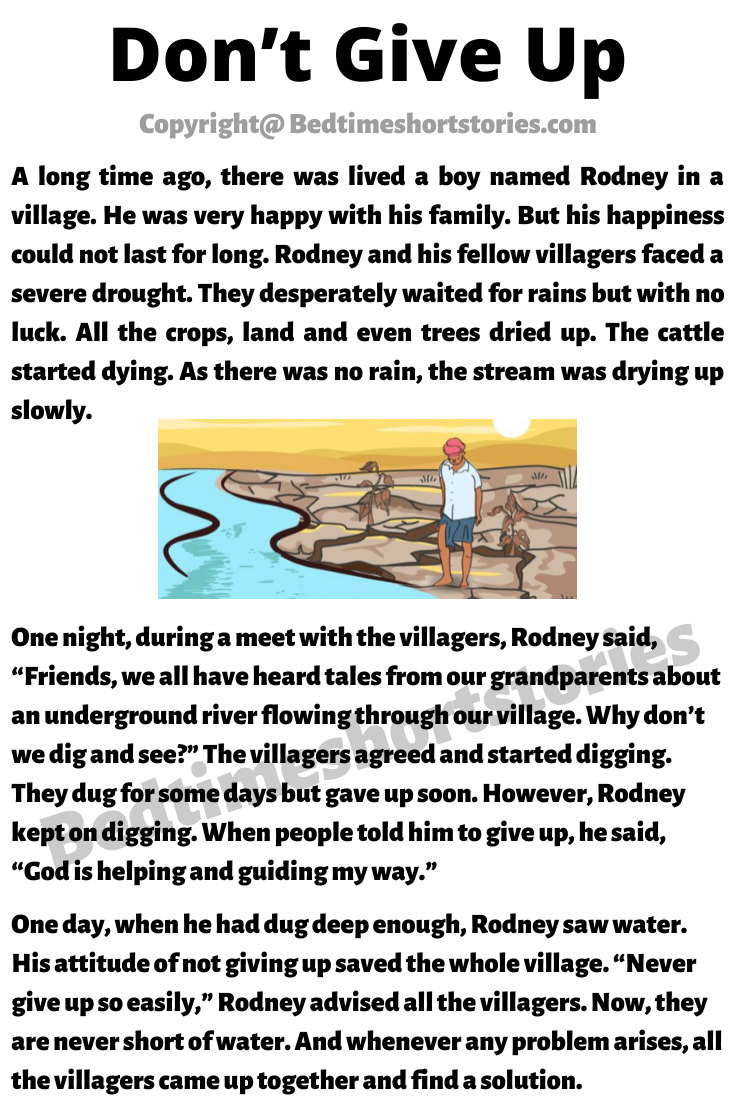 Don’t Give Up
Copyright@ Bedtimeshortstories.com
A long time ago, there was lived a boy named Rodney in a
village. He was very happy with his family. But his happiness
could not last for long. Rodney and his fellow villagers faced a
severe drought. They desperately waited for rains but with no
luck. All the crops, land and even trees dried up. The cattle
started dying. As there was no rain, the stream was drying up
slowly.
One night, during a meet with the villagers, Rodney said,
“Friends, we all have heard tales from our grandparents about
an underground river flowing through our village. Why don’t
we dig and see?” The villagers agreed and started digging.
They dug for some days but gave up soon. However, Rodney
kept on digging. When people told him to give up, he said,
“God is helping and guiding my way.”
Bedtimeshortstories
One day, when he had dug deep enough, Rodney saw water.
His attitude of not giving up saved the whole village. “Never
give up so easily,” Rodney advised all the villagers. Now, they
are never short of water. And whenever any problem arises, all
the villagers came up together and find a solution.